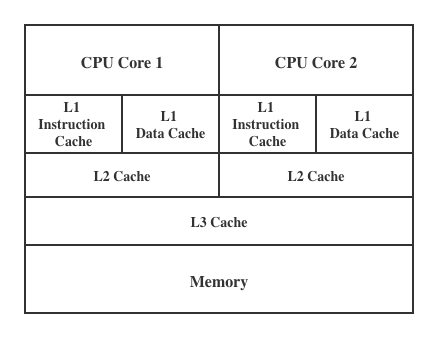 CPU Core 1
CPU Core 2
L1
Instruction
Cache
L1
Data Cache
L1
Instruction
Cache
L1
Data Cache
L2 Cache
L2 Cache
L3 Cache
Memory